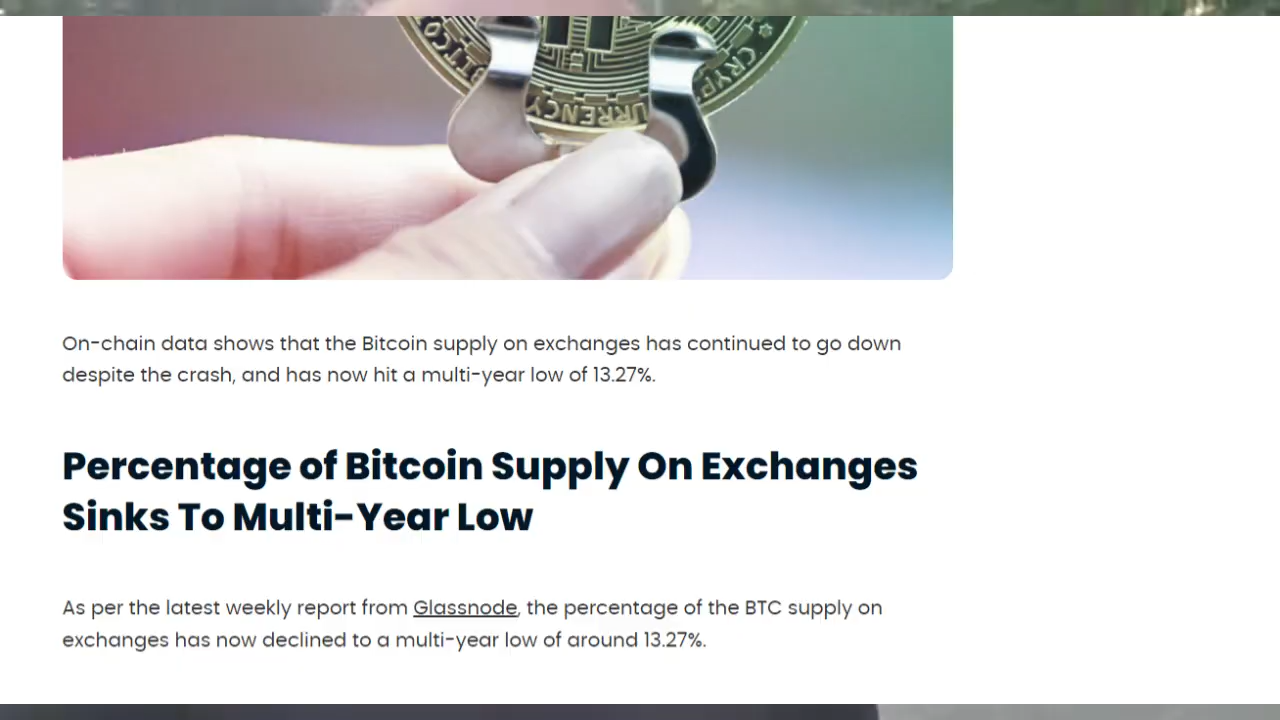 BITCO
CRYP
CURRENCY
On-chain data shows that the Bitcoin supply on exchanges has continued to go down
despite the crash, and has now hit a multi-year low of 13.27%.
Percentage of Bitcoin Supply On Exchanges
Sinks To Multi-Year Low
As per the latest weekly report from Glassnode, the percentage of the BTC supply on
exchanges has now declined to a multi-year low of around 13.27%.